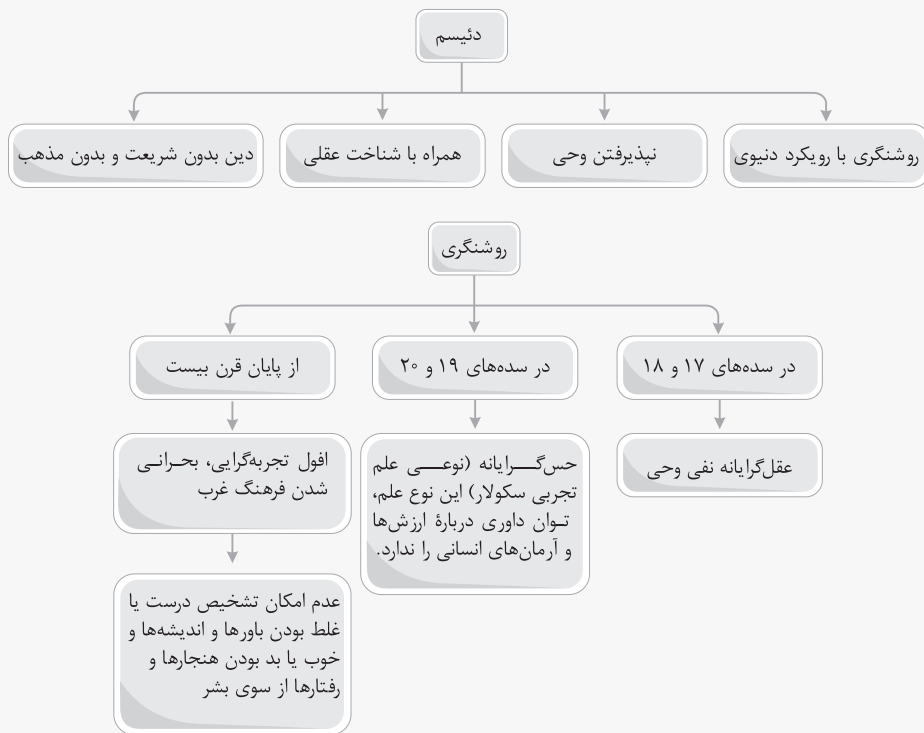 دئیسم
روشنگری با رویکرد دنیوی
نپذیرفتن وحی
همراه با شناخت عقلی
دین بدون شریعت و بدون مذهب
روشنگری
در سده‌های ۱۷ و ۱۸
عقل‌گرایانه نفی وحی
در سده‌های ۱۹ و ۲۰
حس‌گـــرایانه (نوعـــی علم
تجربی سکولار) این نوع علم،
تـوان داوری دربارهٔ ارزش‌ها
و آرمان‌های انسانی را ندارد.
از پایان قرن بیست
افول تجربه‌گرایی، بحـرانـی
شدن فرهنگ غرب
عدم امکان تشخیص درست یا
غلط بودن باورها و اندیشه‌ها و
خوب یا بد بودن هنجارها و
رفتارها از سوی بشر